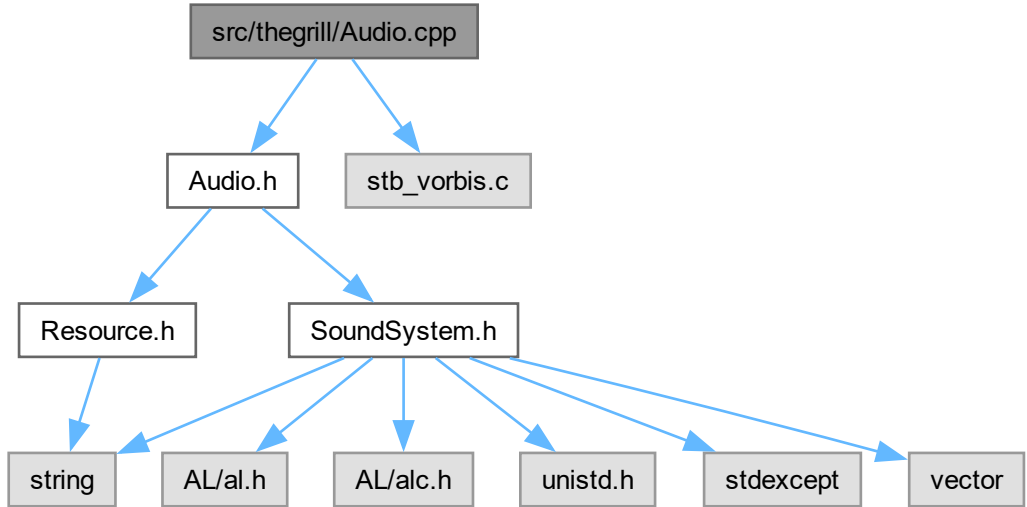 src/thegrill/Audio.cpp
Audio.h
stb_vorbis.c
Resource.h
SoundSystem.h
string
AL/al.h
AL/alc.h
unistd.h
stdexcept
vector